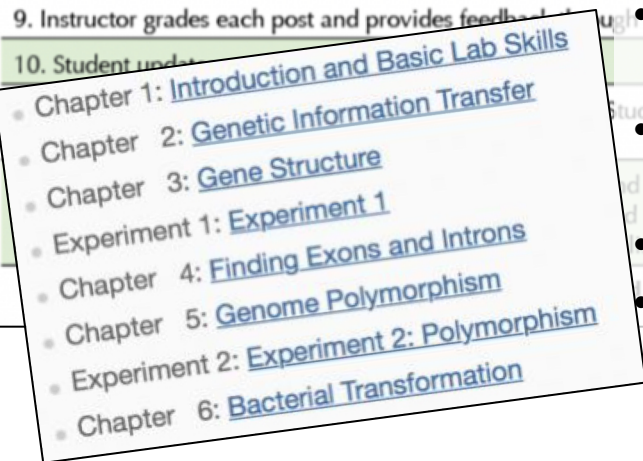 9. Instructor grades each post and provides
10. Student
Chapter 1: Introduction and Basic Lab Skills
Chapter 2: Genetic Information Transfer
Chapter 3: Gene Structure
Experiment 1: Experiment 1
Chapter 4: Finding Exons and Introns
Chapter 5: Genome Polymorphism
Experiment 2: Experiment 2: Polymorphism
Chapter 6: Bacterial Transformation